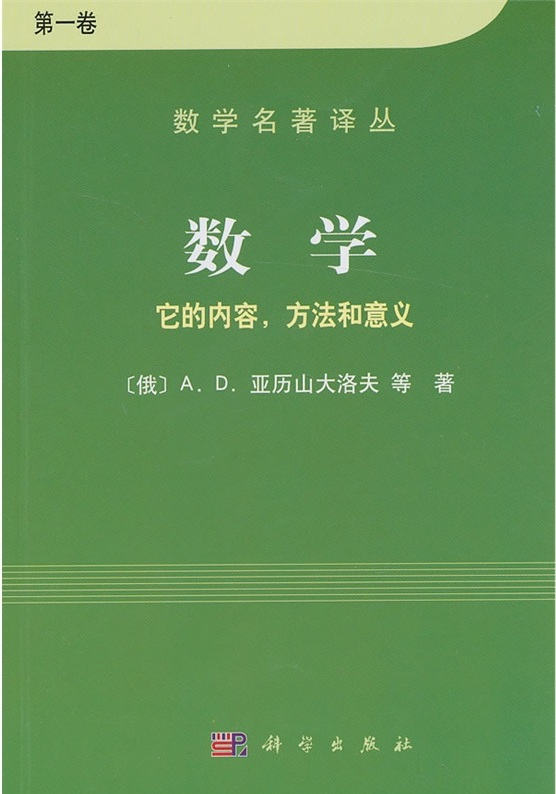 第一卷
数学名著译丛
数学
它的内容，方法和意义
〔俄〕A. D. 亚历山大洛夫 等 著
科学出版社